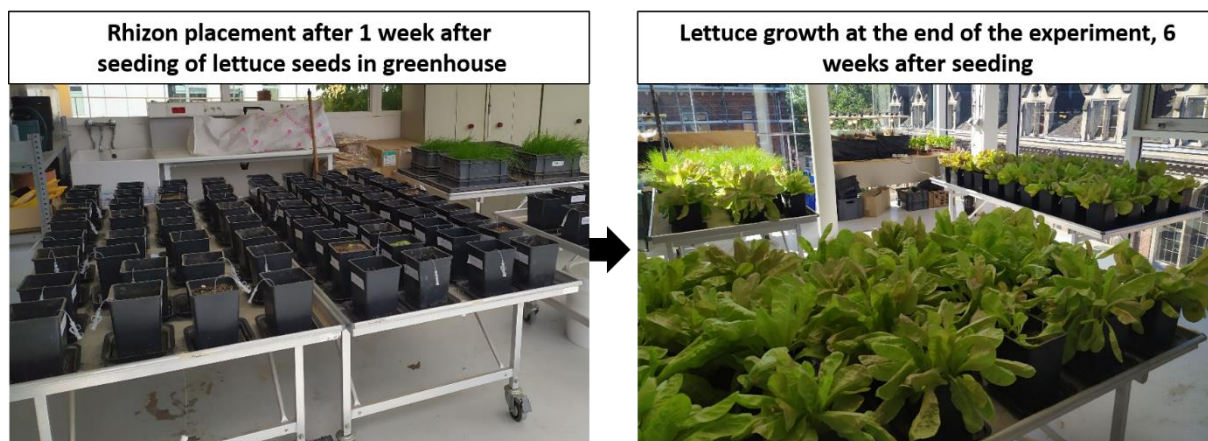 Rhizon placement after 1 week after
seeding of lettuce seeds in greenhouse
Lettuce growth at the end of the experiment, 6
weeks after seeding